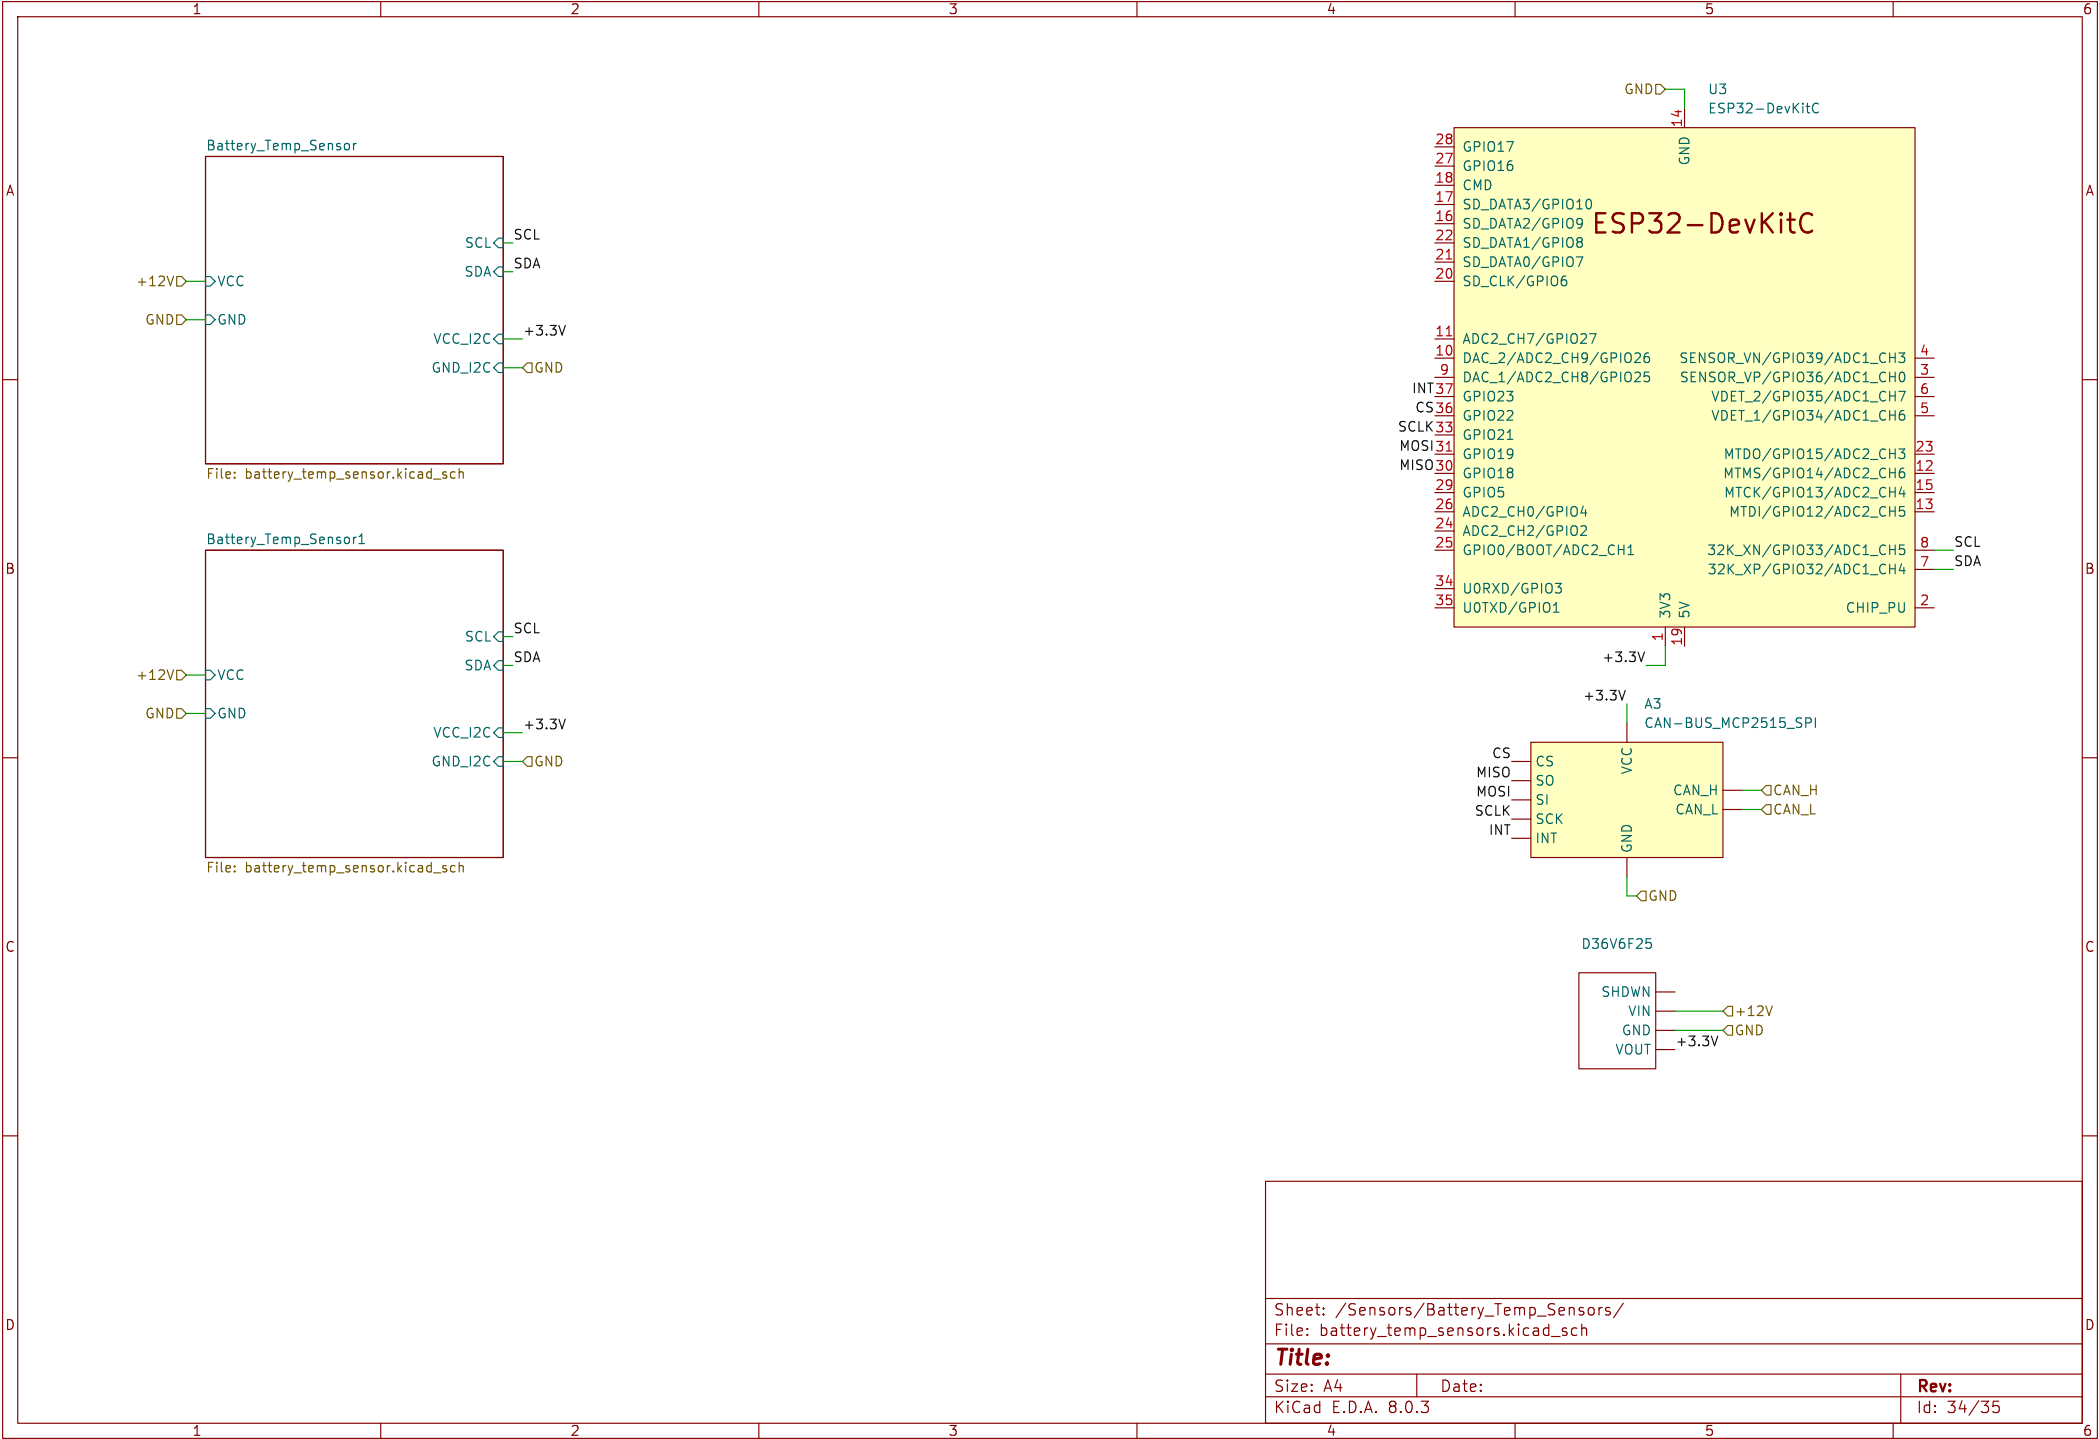 1 2 3 4 5 6
A A
B B
C C
D D
Battery_Temp_Sensor
SCL SCL
SDA SDA
+12V VCC
GND GND
VCC_I2C +3.3V
GND_I2C GND
File: battery_temp_sensor.kicad_sch
Battery_Temp_Sensor1
SCL SCL
SDA SDA
+12V VCC
GND GND
VCC_I2C +3.3V
GND_I2C GND
File: battery_temp_sensor.kicad_sch
GND
U3
ESP32-DevKitC
14
GND
ESP32-DevKitC
28 GPIO17
27 GPIO16
18 CMD
17 SD_DATA3/GPIO10
16 SD_DATA2/GPIO9
22 SD_DATA1/GPIO8
21 SD_DATA0/GPIO7
20 SD_CLK/GPIO6
11 ADC2_CH7/GPIO27
10 DAC_2/ADC2_CH9/GPIO26
9 DAC_1/ADC2_CH8/GPIO25
INT 37 GPIO23
CS 36 GPIO22
SCLK 33 GPIO21
MOSI 31 GPIO19
MISO 30 GPIO18
29 GPIO5
26 ADC2_CH0/GPIO4
24 ADC2_CH2/GPIO2
25 GPIO0/BOOT/ADC2_CH1
34 U0RXD/GPIO3
35 U0TXD/GPIO1
SENSOR_VN/GPIO39/ADC1_CH3 4
SENSOR_VP/GPIO36/ADC1_CH0 3
VDET_2/GPIO35/ADC1_CH7 6
VDET_1/GPIO34/ADC1_CH6 5
MTDO/GPIO15/ADC2_CH3 23
MTMS/GPIO14/ADC2_CH6 12
MTCK/GPIO13/ADC2_CH4 15
MTDI/GPIO12/ADC2_CH5 13
32K_XN/GPIO33/ADC1_CH5 8 SCL
32K_XP/GPIO32/ADC1_CH4 7 SDA
CHIP_PU 2
3V3 5V
1 19
+3.3V
+3.3V
A3
CAN-BUS_MCP2515_SPI
VCC
CS CS
MISO SO
MOSI SI
SCLK SCK
INT INT
CAN_H CAN_H
CAN_L CAN_L
GND
GND
D36V6F25
SHDWN
VIN +12V
GND GND
VOUT +3.3V
Sheet: /Sensors/Battery_Temp_Sensors/
File: battery_temp_sensors.kicad_sch
Title:
Size: A4 Date: Rev:
KiCad E.D.A. 8.0.3 Id: 34/35
1 2 3 4 5 6